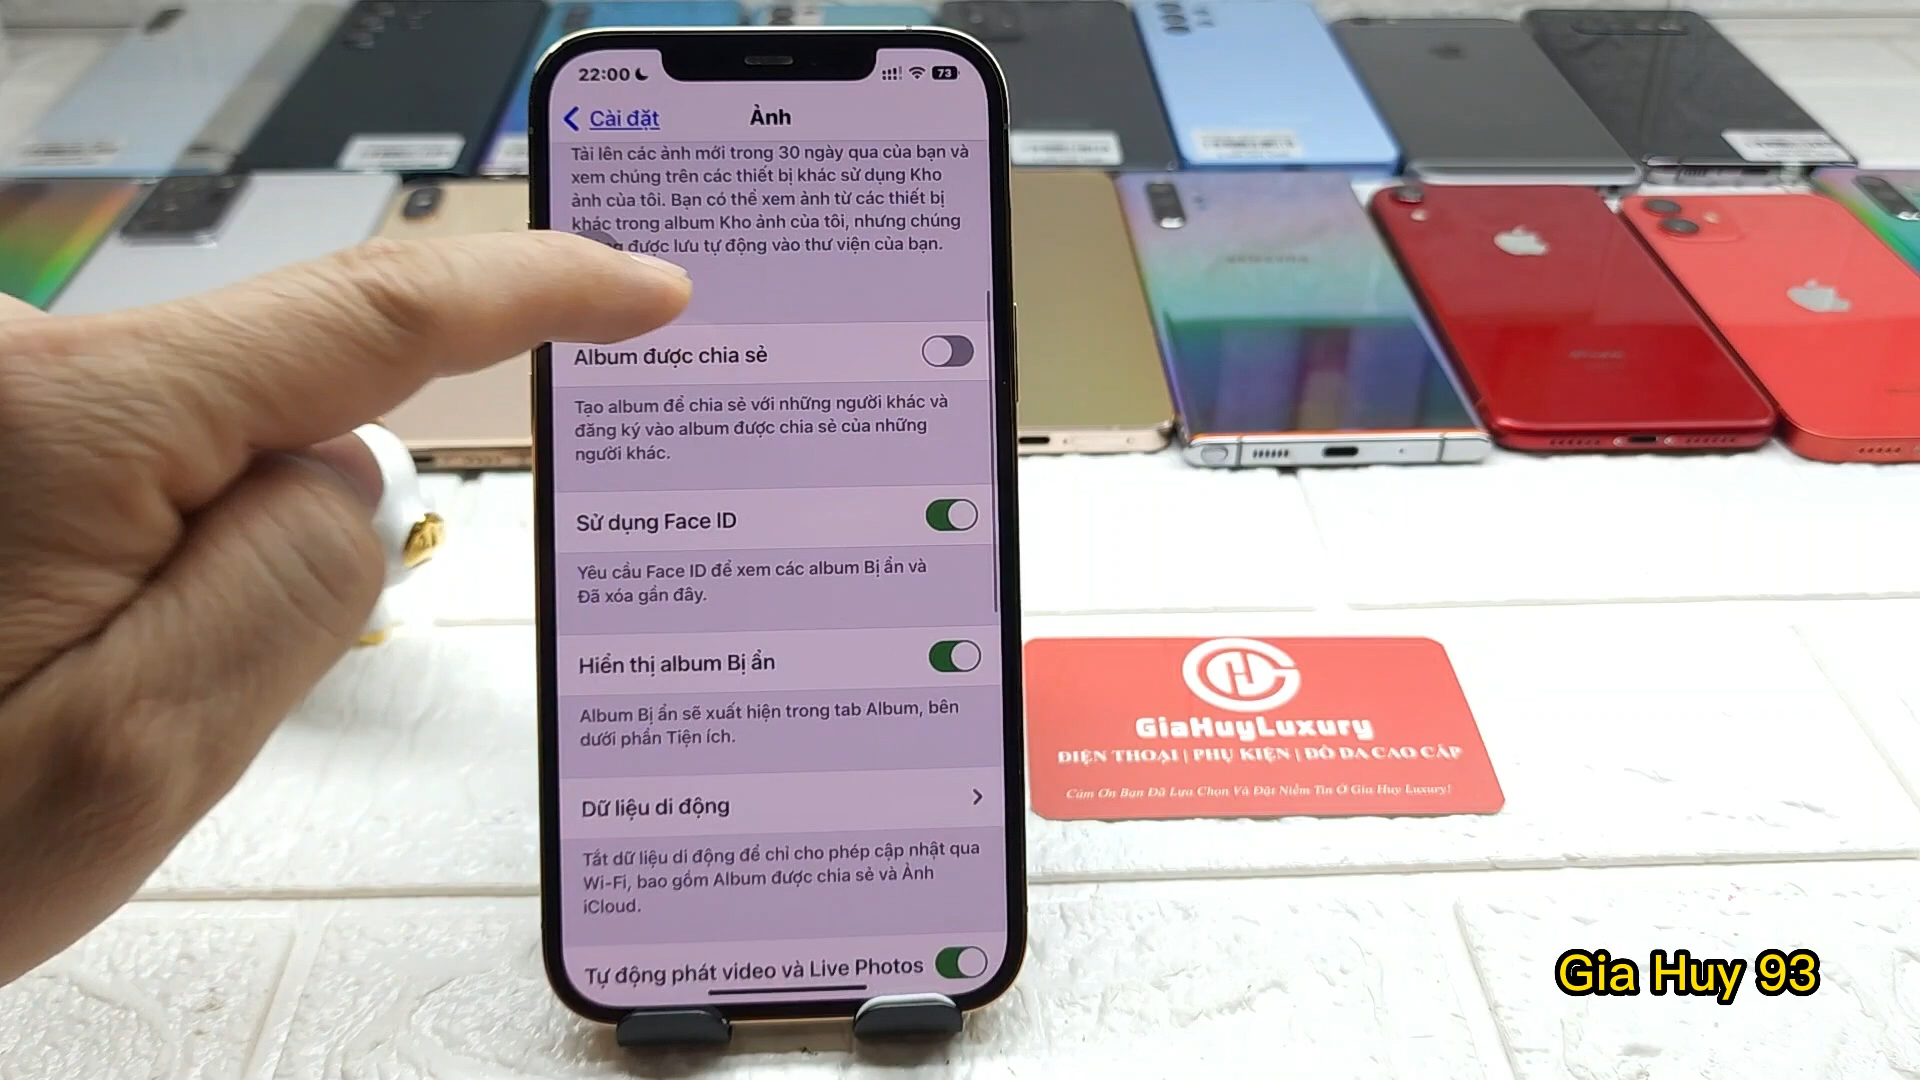 22:00
73
Cài đặt
Ảnh
Tải lên các ảnh mới trong 30 ngày qua của bạn và
xem chúng trên các thiết bị khác sử dụng Kho
ảnh của tôi. Bạn có thể xem ảnh từ các thiết bị
khác trong album Kho ảnh của tôi, nhưng chúng
được lưu tự động vào thư viện của bạn.
Album được chia sẻ
Tạo album để chia sẻ với những người khác và
đăng ký vào album được chia sẻ của những
người khác.
Sử dụng Face ID
Yêu cầu Face ID để xem các album Bị ẩn và
Đã xóa gần đây.
Hiển thị album Bị ẩn
Album Bị ẩn sẽ xuất hiện trong tab Album, bên
dưới phần Tiện ích.
Dữ liệu di động
Tắt dữ liệu di động để chỉ cho phép cập nhật qua
Wi-Fi, bao gồm Album được chia sẻ và Ảnh
iCloud.
Tự động phát video và Live Photos
GiaHuyLuxury
ĐIỆN THOẠI | PHỤ KIỆN | ĐỒ DA CAO CẤP
Cảm Ơn Bạn Đã Lựa Chọn Và Đặt Niềm Tin Ở Gia Huy Luxury!
Gia Huy 93